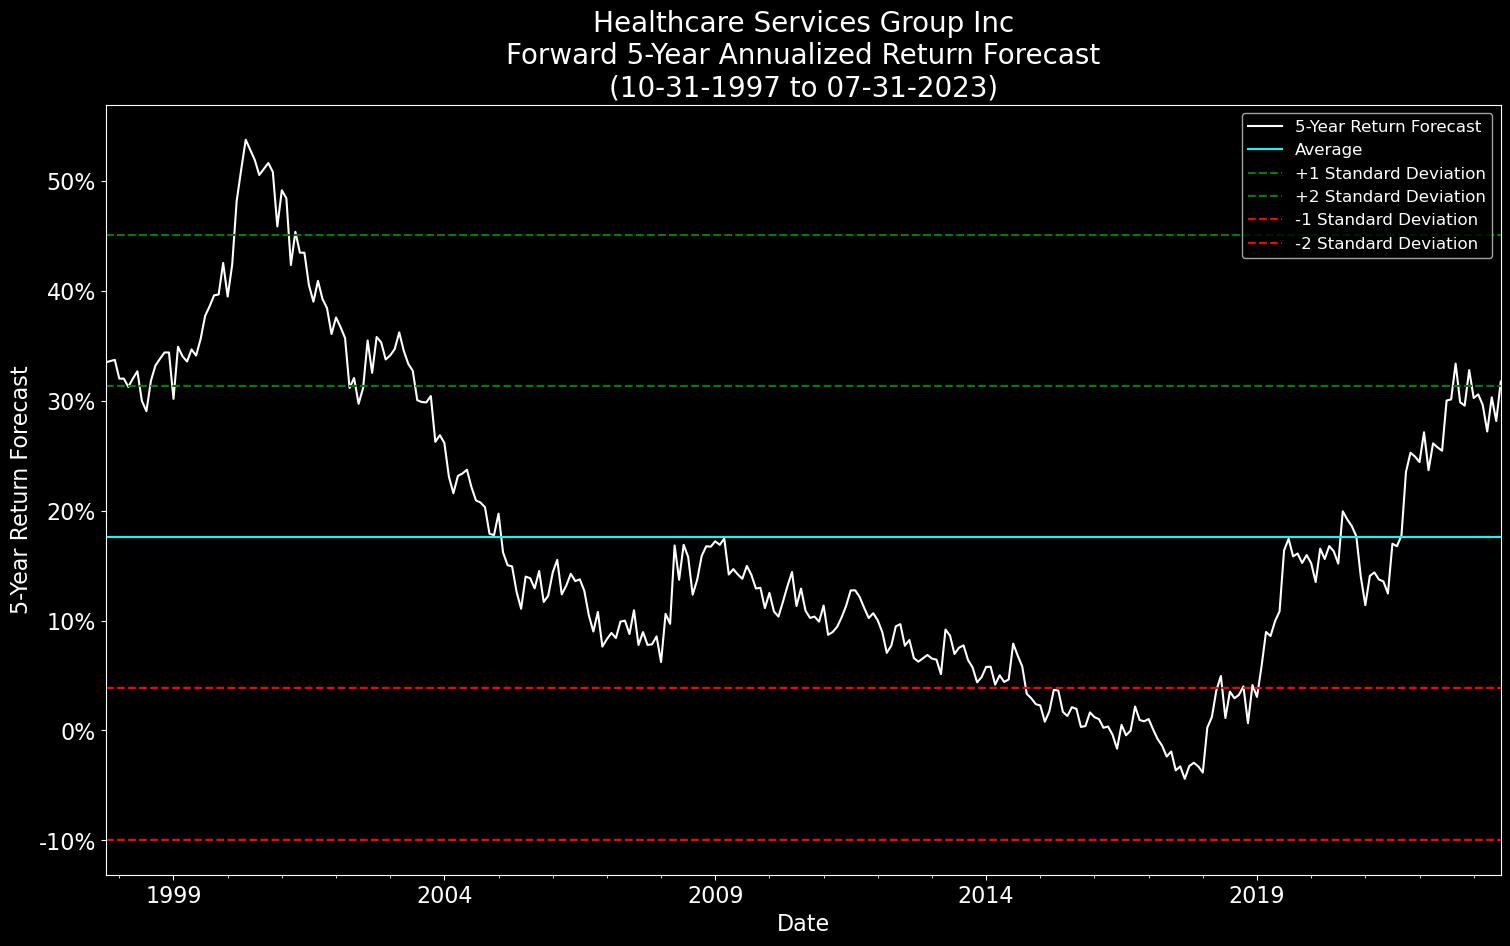 Healthcare Services Group Inc
Forward 5-Year Annualized Return Forecast
(10-31-1997 to 07-31-2023)
5-Year Return Forecast
Average
+1 Standard Deviation
+2 Standard Deviation
-1 Standard Deviation
-2 Standard Deviation
5-Year Return Forecast
50%
40%
30%
20%
10%
0%
-10%
1999
2004
2009
2014
2019
Date